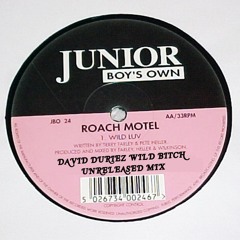 JUNIOR
BOY'S OWN
JBO 24
AA/33RPM
ROACH MOTEL
1. WILD LUV
WRITTEN BY TERRY FARLEY & PETE HELLER
PRODUCED AND MIXED BY FARLEY, HELLER & WILKINSON.
DAVID DURIEZ WILD BITCH
UNRELEASED MIX
5 026734 002467